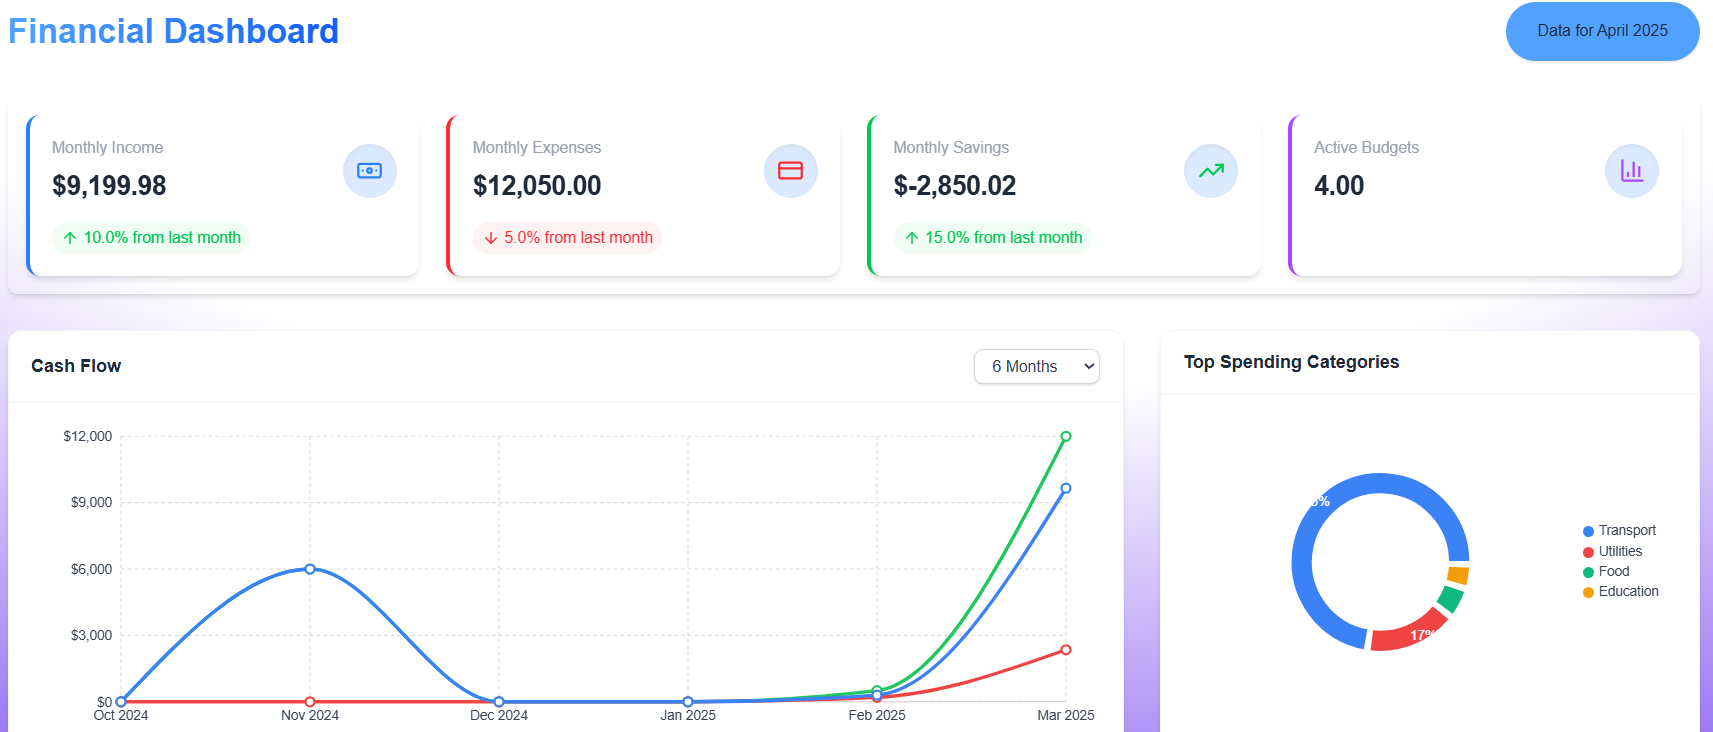 Financial Dashboard
Data for April 2025
Monthly Income
$9,199.98
10.0% from last month
Monthly Expenses
$12,050.00
5.0% from last month
Monthly Savings
$-2,850.02
15.0% from last month
Active Budgets
4.00
Cash Flow
6 Months
$12,000
$9,000
$6,000
$3,000
$0
Oct 2024
Nov 2024
Dec 2024
Jan 2025
Feb 2025
Mar 2025
Top Spending Categories
17%
Transport
Utilities
Food
Education